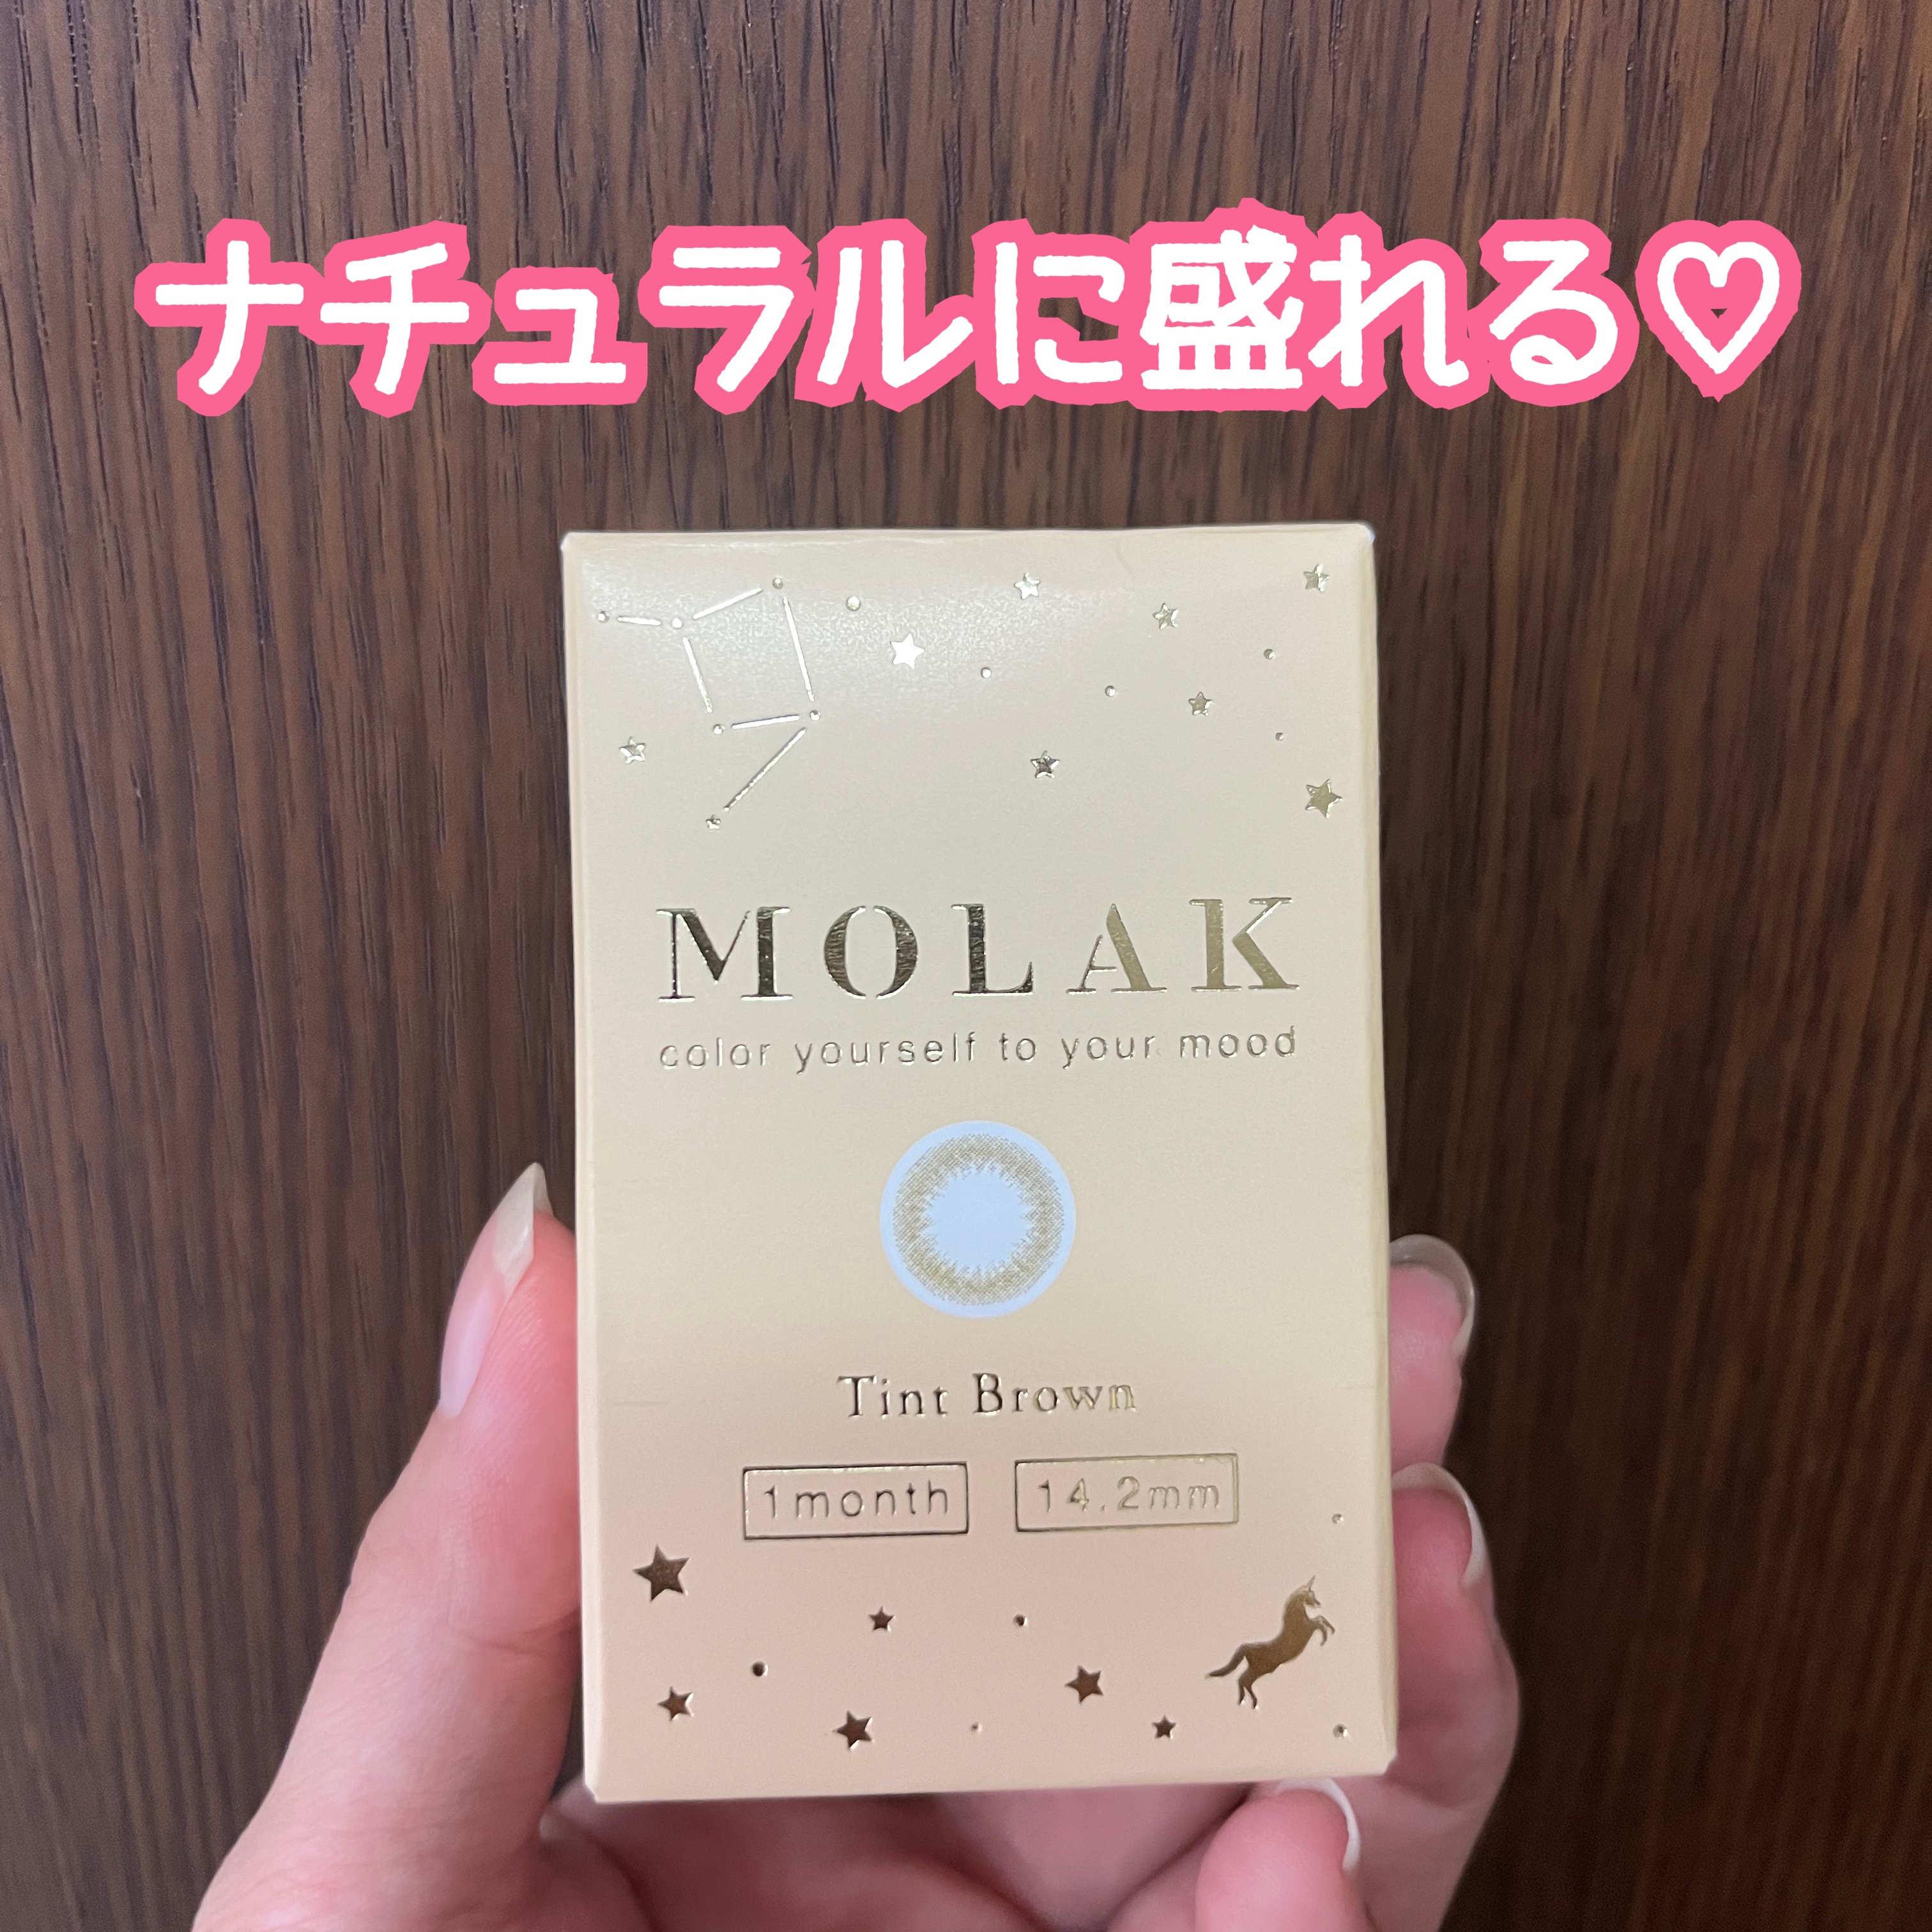 ナチュラルに盛れる♡
MOLAK
color yourself to your mood
Tint Brown
1month 14.2mm